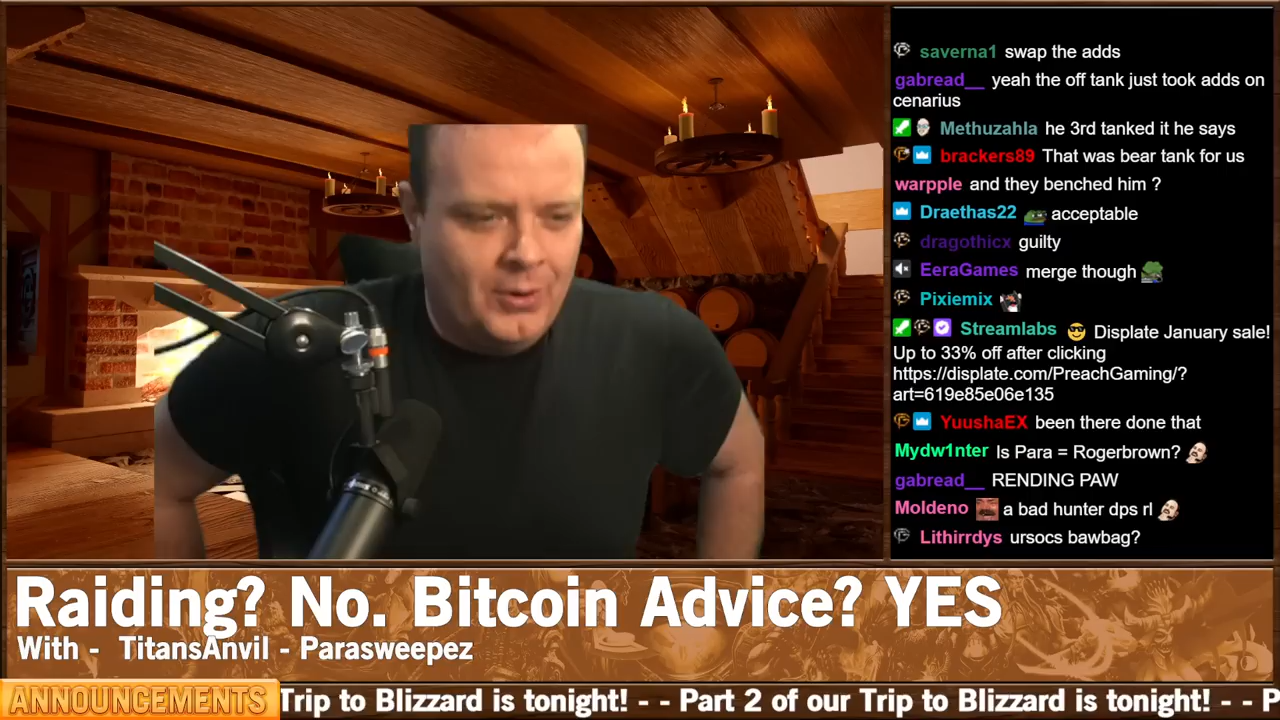 saverna1 swap the adds
gabread__ yeah the off tank just took adds on
cenarius
Methuzahla he 3rd tanked it he says
brackers89 That was bear tank for us
warpple and they benched him ?
Draethas22 acceptable
dragothicx guilty
EeraGames merge though
Pixiemix
Streamlabs Displate January sale!
Up to 33% off after clicking
https://displate.com/PreachGaming/?
art=619e85e06e135
YuushaEX been there done that
Mydw1nter Is Para = Rogerbrown?
gabread__ RENDING PAW
Moldeno a bad hunter dps rl
Lithirrdys ursocs bawbag?
Raiding? No. Bitcoin Advice? YES
With - TitansAnvil - Parasweepez
ANNOUNCEMENTS Trip to Blizzard is tonight! - - Part 2 of our Trip to Blizzard is tonight! - - P